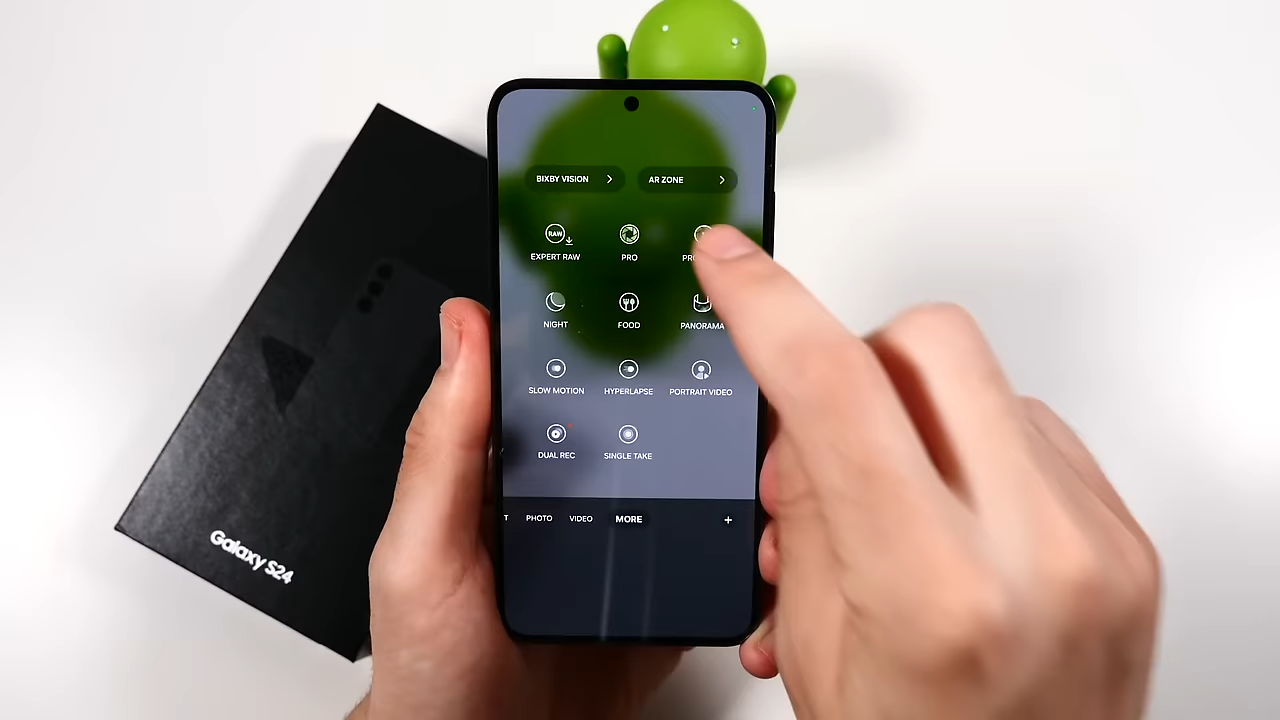 BIXBY VISION
AR ZONE
RAW
EXPERT RAW
PRO
NIGHT
FOOD
PANORAMA
SLOW MOTION
HYPERLAPSE
PORTRAIT VIDEO
DUAL REC
SINGLE TAKE
T
PHOTO
VIDEO
MORE
+
Galaxy S24